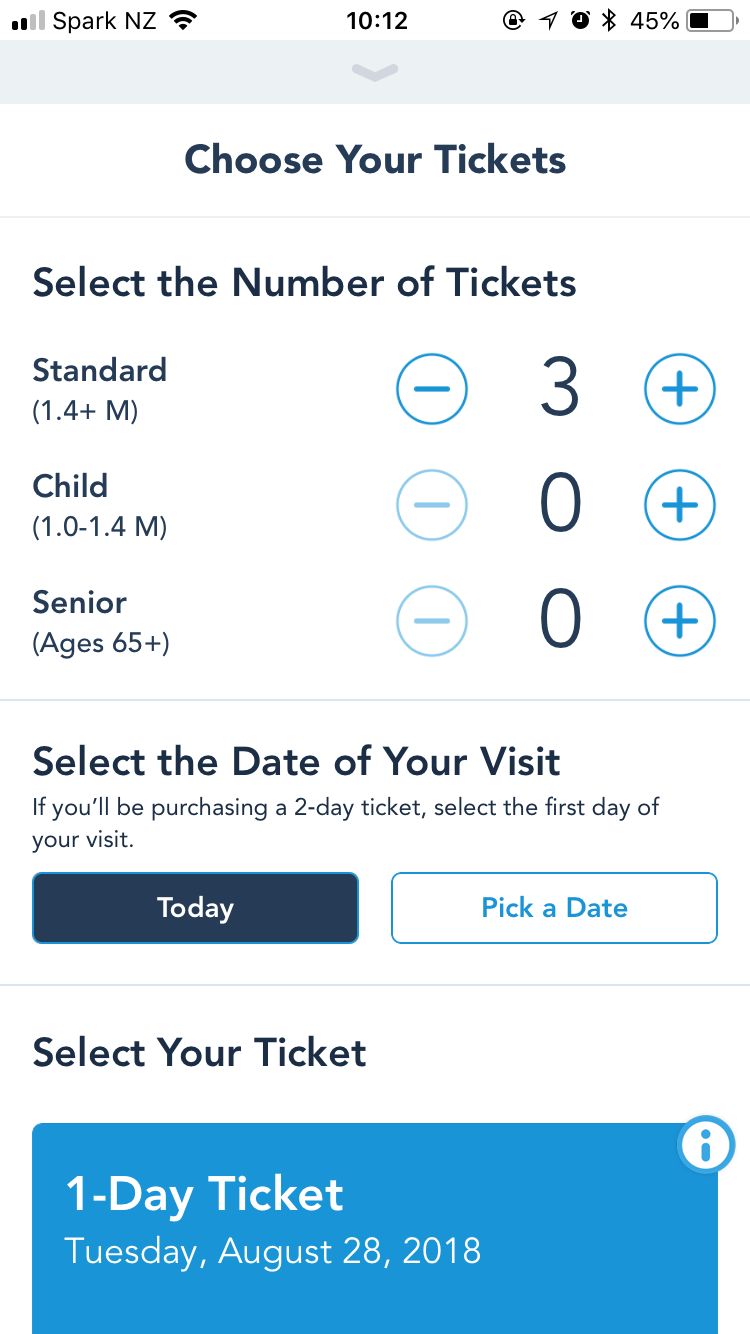 Spark NZ 10:12 45%
Choose Your Tickets
Select the Number of Tickets
Standard
(1.4+ M)
3
Child
(1.0-1.4 M)
0
Senior
(Ages 65+)
0
Select the Date of Your Visit
If you’ll be purchasing a 2-day ticket, select the first day of
your visit.
Today Pick a Date
Select Your Ticket
1-Day Ticket
Tuesday, August 28, 2018